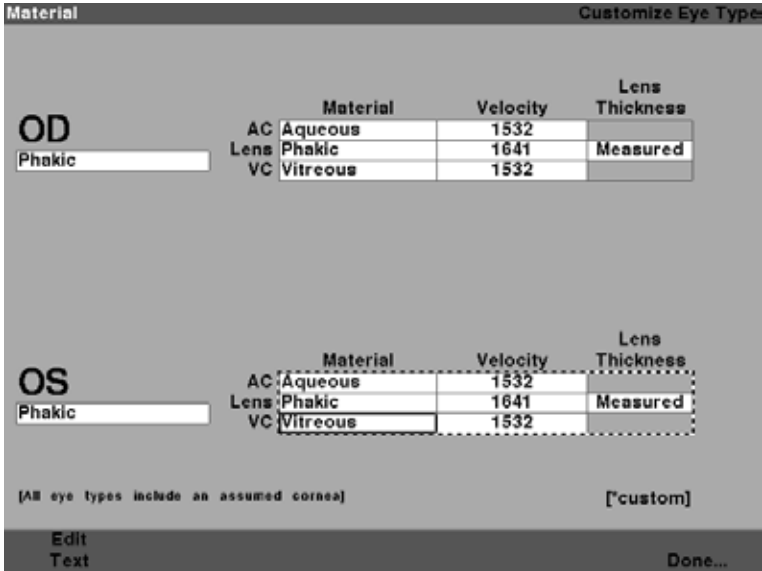 Material Customize Eye Types
Lens
Material Velocity Thickness
OD
AC Aqueous 1532
Phakic Lens Phakic 1641 Measured
VC Vitreous 1532
Lens
Material Velocity Thickness
OS
AC Aqueous 1532
Phakic Lens Phakic 1641 Measured
VC Vitreous 1532
[All eye types include an assumed cornea] [*custom]
Edit
Text Done...